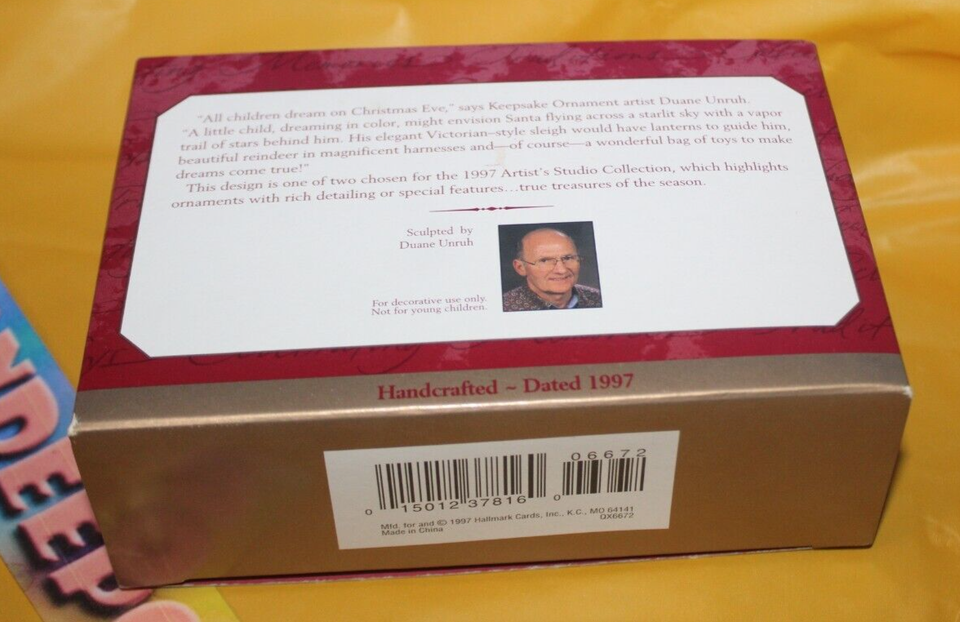 "All children dream on Christmas Eve," says Keepsake Ornament artist Duane Unruh.
"A little child, dreaming in color, might envision Santa flying across a starlit sky with a vapor
trail of stars behind him. His elegant Victorian-style sleigh would have lanterns to guide him,
beautiful reindeer in magnificent harnesses and—of course—a wonderful bag of toys to make
dreams come true!"
This design is one of two chosen for the 1997 Artist's Studio Collection, which highlights
ornaments with rich detailing or special features...true treasures of the season.
Sculpted by
Duane Unruh
For decorative use only.
Not for young children.
Handcrafted ~ Dated 1997
06672
0 15012 37816 0
Mfd. for and © 1997 Hallmark Cards, Inc., K.C., MO 64141
Made in China
QX6672